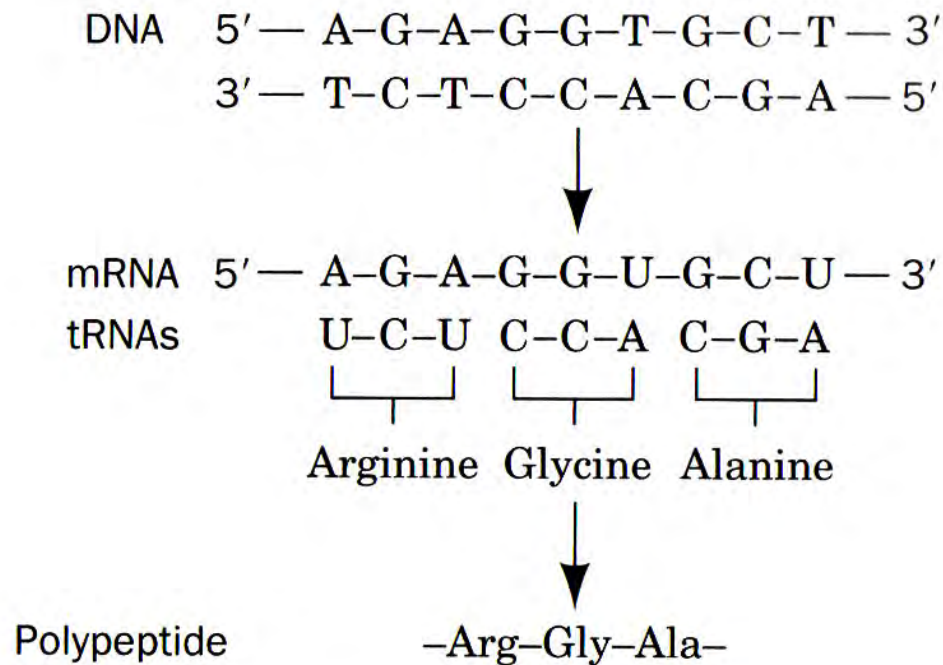 DNA 5′— A–G–A–G–G–T–G–C–T— 3′
3′— T–C–T–C–C–A–C–G–A— 5′
mRNA 5′— A–G–A–G–G–U–G–C–U— 3′
tRNAs U–C–U C–C–A C–G–A
Arginine Glycine Alanine
Polypeptide –Arg–Gly–Ala–